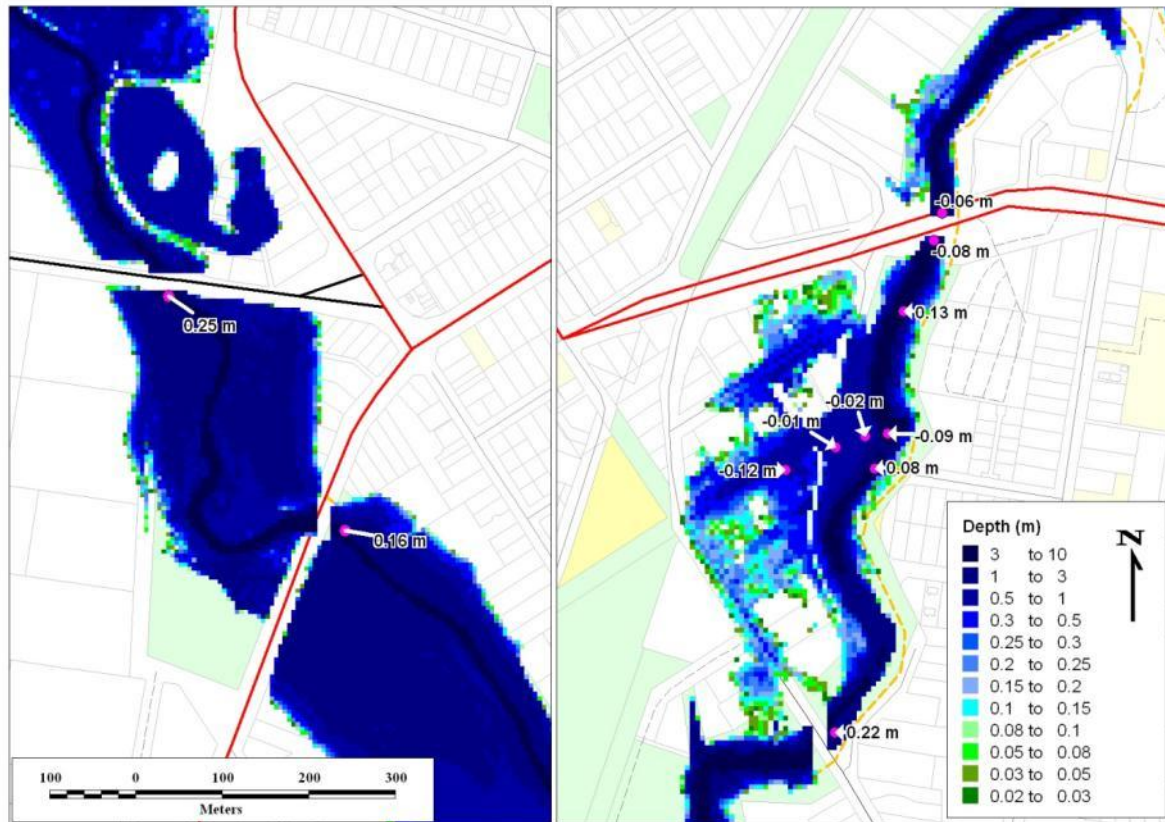 0.25 m
0.16 m
100 0 100 200 300
Meters
-0.06 m
-0.08 m
0.13 m
-0.02 m
-0.01 m
-0.09 m
-0.12 m
0.08 m
0.22 m
Depth (m)
3 to 10
1 to 3
0.5 to 1
0.3 to 0.5
0.25 to 0.3
0.2 to 0.25
0.15 to 0.2
0.1 to 0.15
0.08 to 0.1
0.05 to 0.08
0.03 to 0.05
0.02 to 0.03
N